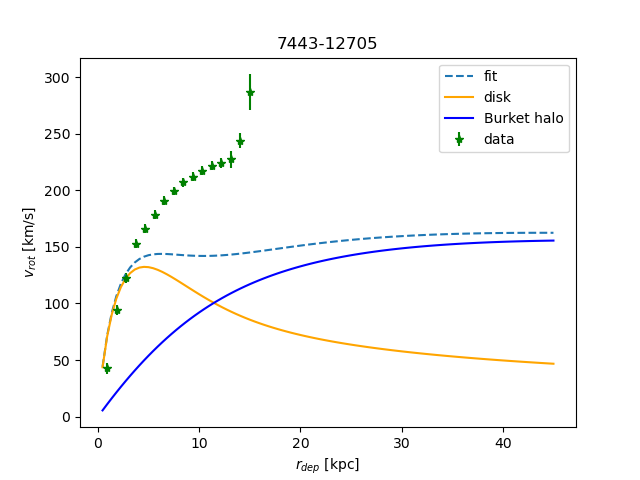 7443-12705
300
250
200
150
100
50
0
v_rot [km/s]
fit
disk
Burket halo
data
0 10 20 30 40
r_dep [kpc]